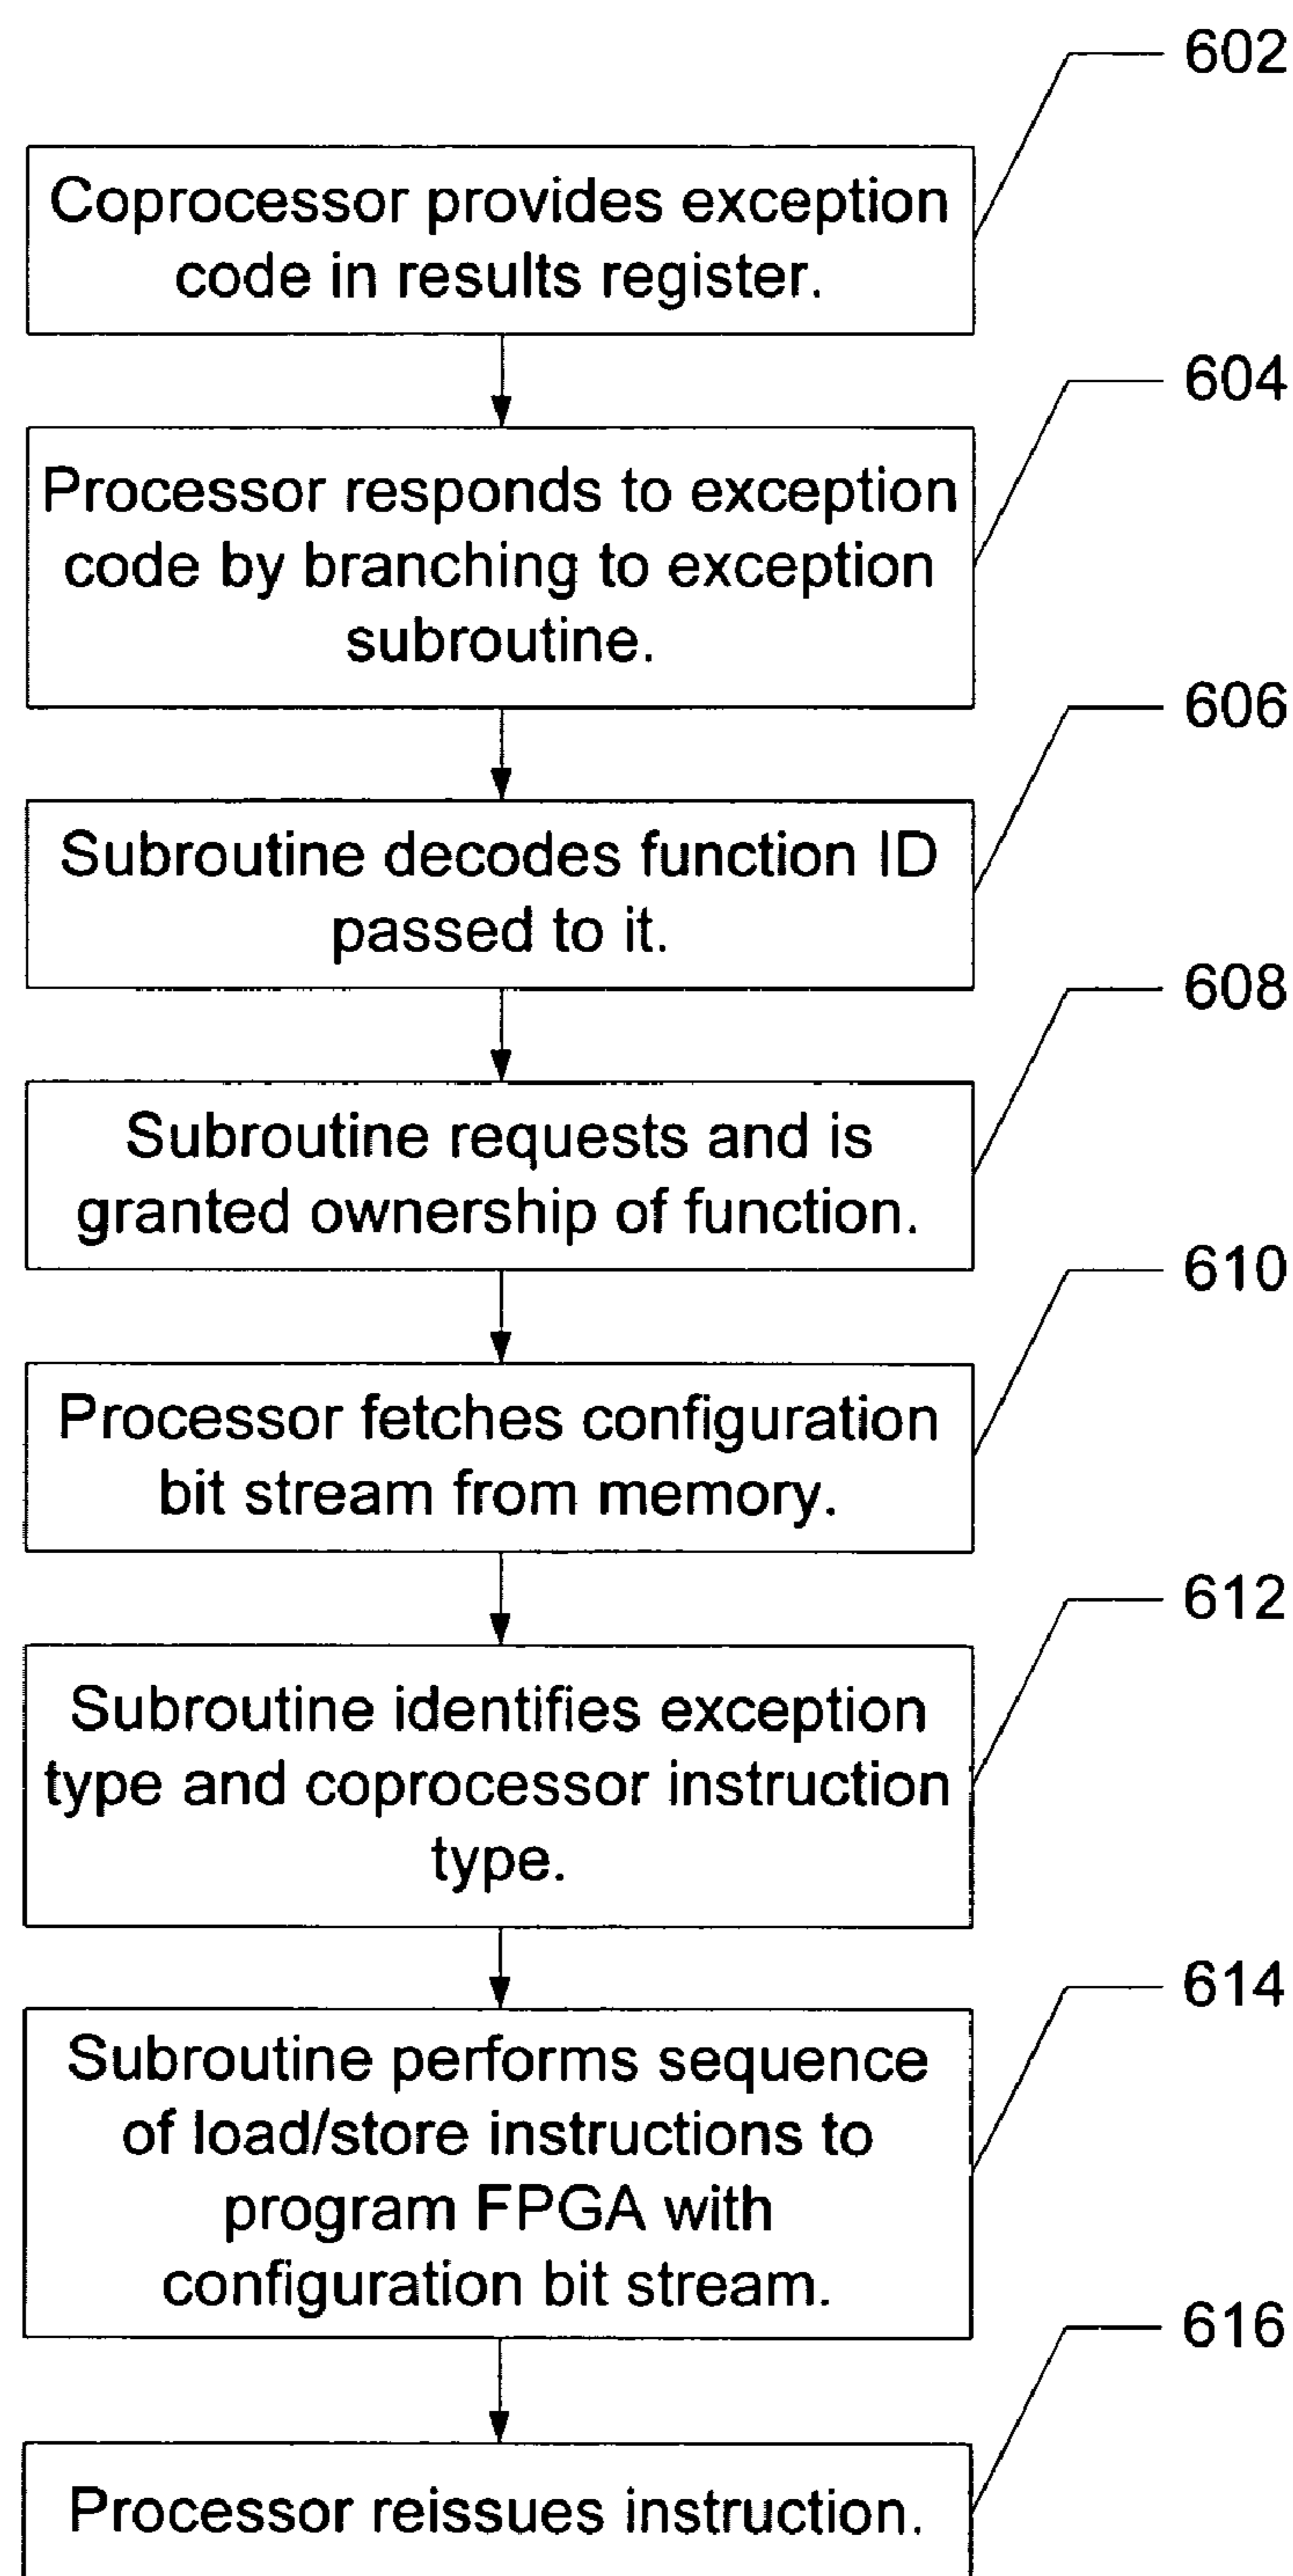 602
Coprocessor provides exception
code in results register.
604
Processor responds to exception
code by branching to exception
subroutine.
606
Subroutine decodes function ID
passed to it.
608
Subroutine requests and is
granted ownership of function.
610
Processor fetches configuration
bit stream from memory.
612
Subroutine identifies exception
type and coprocessor instruction
type.
614
Subroutine performs sequence
of load/store instructions to
program FPGA with
configuration bit stream.
616
Processor reissues instruction.